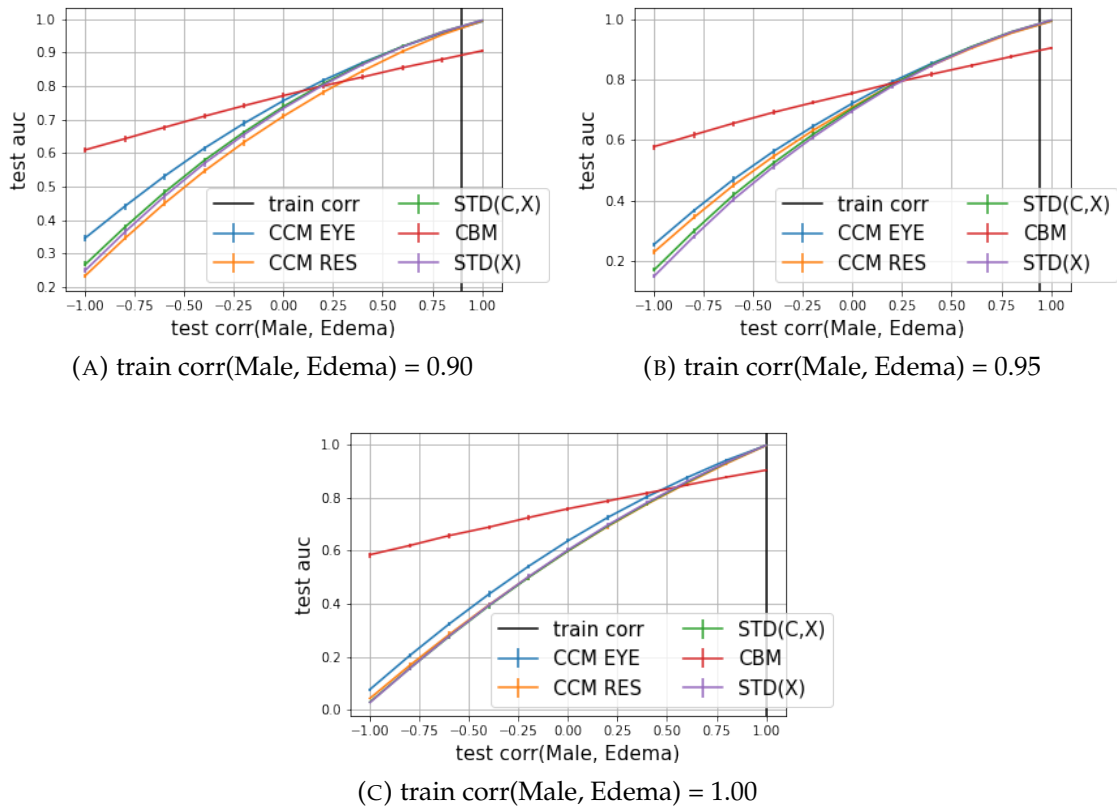 1.0
0.9
0.8
0.7
0.6
0.5
0.4
0.3
0.2
test auc
train corr
CCM EYE
CCM RES
STD(C,X)
CBM
STD(X)
−1.00 −0.75 −0.50 −0.25 0.00 0.25 0.50 0.75 1.00
test corr(Male, Edema)
(A) train corr(Male, Edema) = 0.90
1.0
0.8
0.6
0.4
0.2
test auc
train corr
CCM EYE
CCM RES
STD(C,X)
CBM
STD(X)
−1.00 −0.75 −0.50 −0.25 0.00 0.25 0.50 0.75 1.00
test corr(Male, Edema)
(B) train corr(Male, Edema) = 0.95
1.0
0.8
0.6
0.4
0.2
0.0
test auc
train corr
CCM EYE
CCM RES
STD(C,X)
CBM
STD(X)
−1.00 −0.75 −0.50 −0.25 0.00 0.25 0.50 0.75 1.00
test corr(Male, Edema)
(C) train corr(Male, Edema) = 1.00